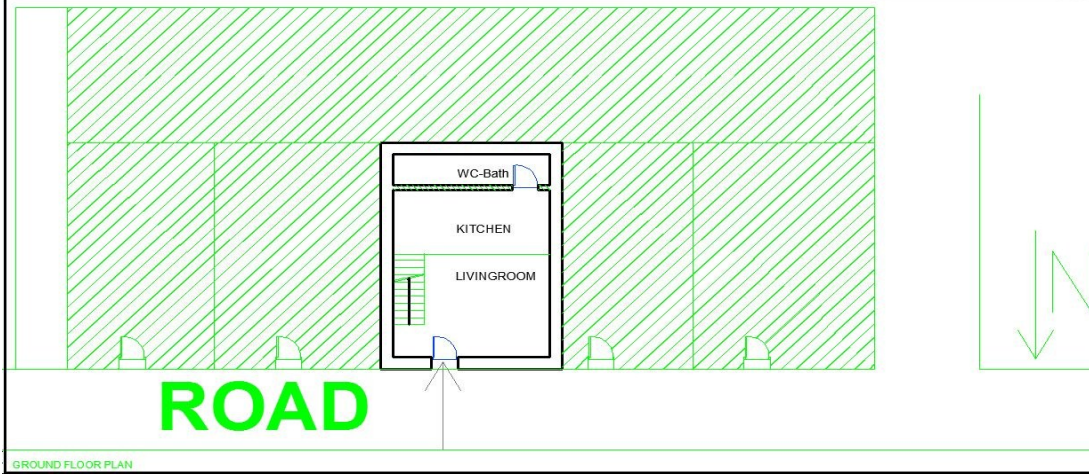 WC-Bath
KITCHEN
LIVINGROOM
ROAD
GROUND FLOOR PLAN